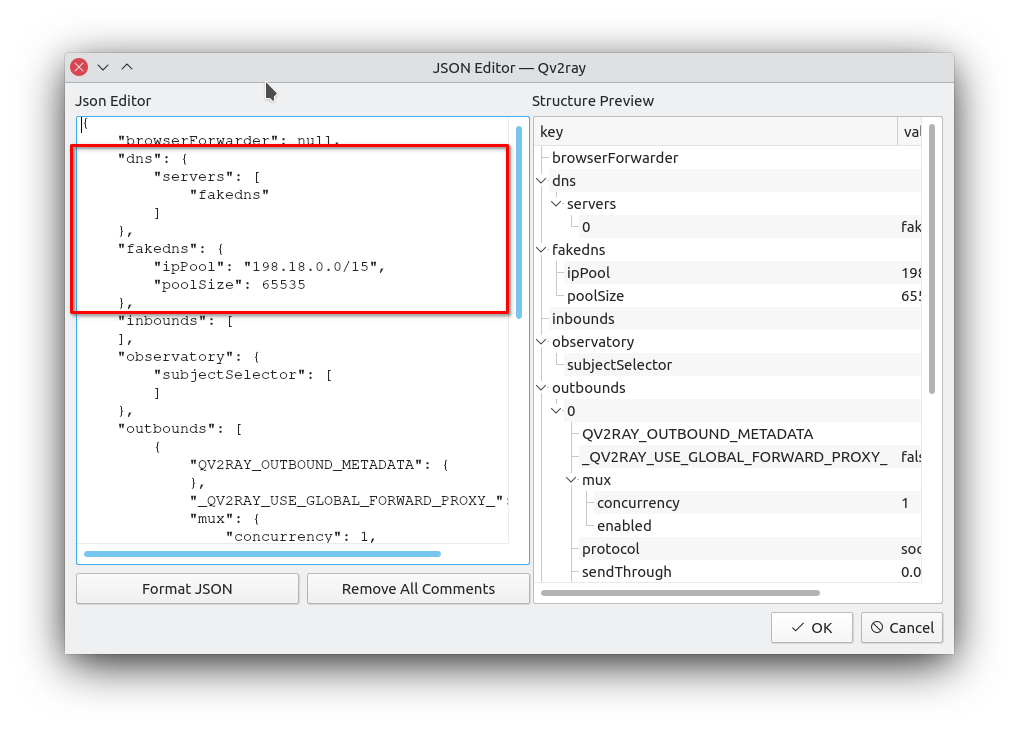 JSON Editor — Qv2ray
Json Editor
{
    "browserForwarder": null,
    "dns": {
        "servers": [
            "fakedns"
        ]
    },
    "fakedns": {
        "ipPool": "198.18.0.0/15",
        "poolSize": 65535
    },
    "inbounds": [
    ],
    "observatory": {
        "subjectSelector": [
        ]
    },
    "outbounds": [
        {
            "QV2RAY_OUTBOUND_METADATA": {
            },
            "_QV2RAY_USE_GLOBAL_FORWARD_PROXY_":
            "mux": {
                "concurrency": 1,
Format JSON
Remove All Comments
Structure Preview
key val
browserForwarder
dns
servers
0 fak
fakedns
ipPool 198
poolSize 655
inbounds
observatory
subjectSelector
outbounds
0
QV2RAY_OUTBOUND_METADATA
_QV2RAY_USE_GLOBAL_FORWARD_PROXY_ fals
mux
concurrency 1
enabled
protocol soc
sendThrough 0.0
OK
Cancel